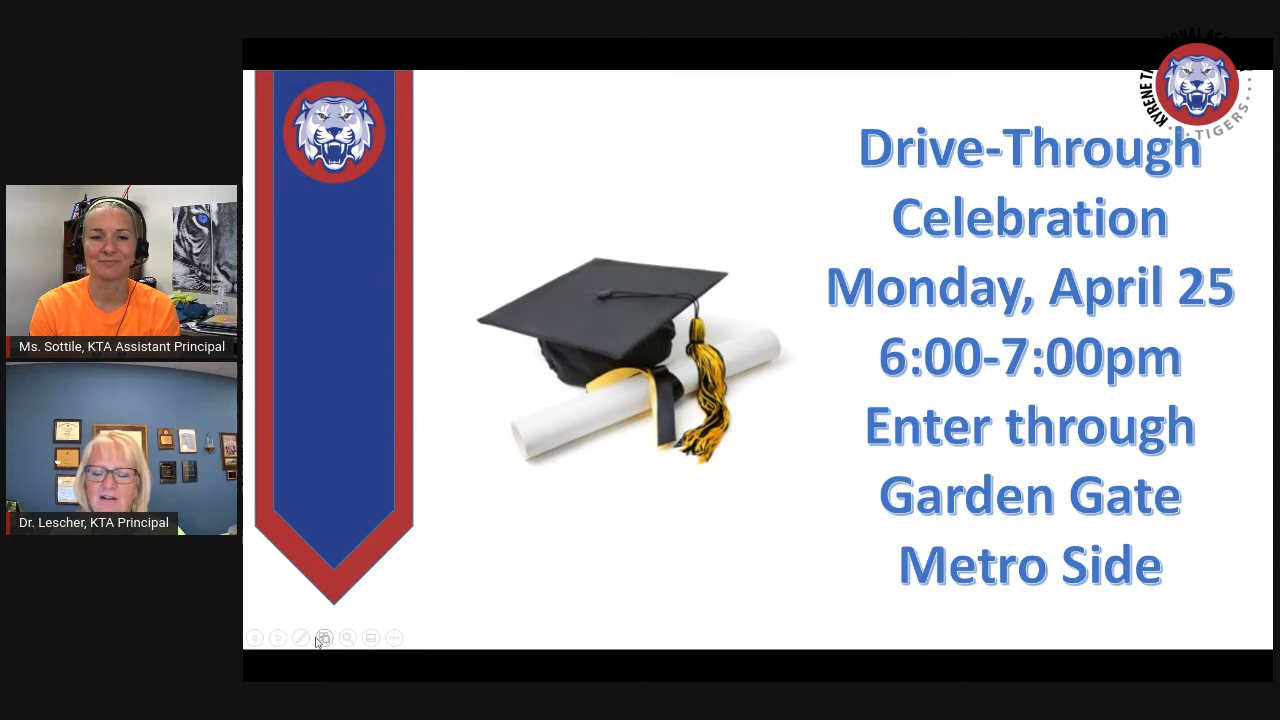 KYRENE
TIGERS
Drive-Through
Celebration
Monday, April 25
6:00-7:00pm
Enter through
Garden Gate
Metro Side
Ms. Sottile, KTA Assistant Principal
Dr. Lescher, KTA Principal